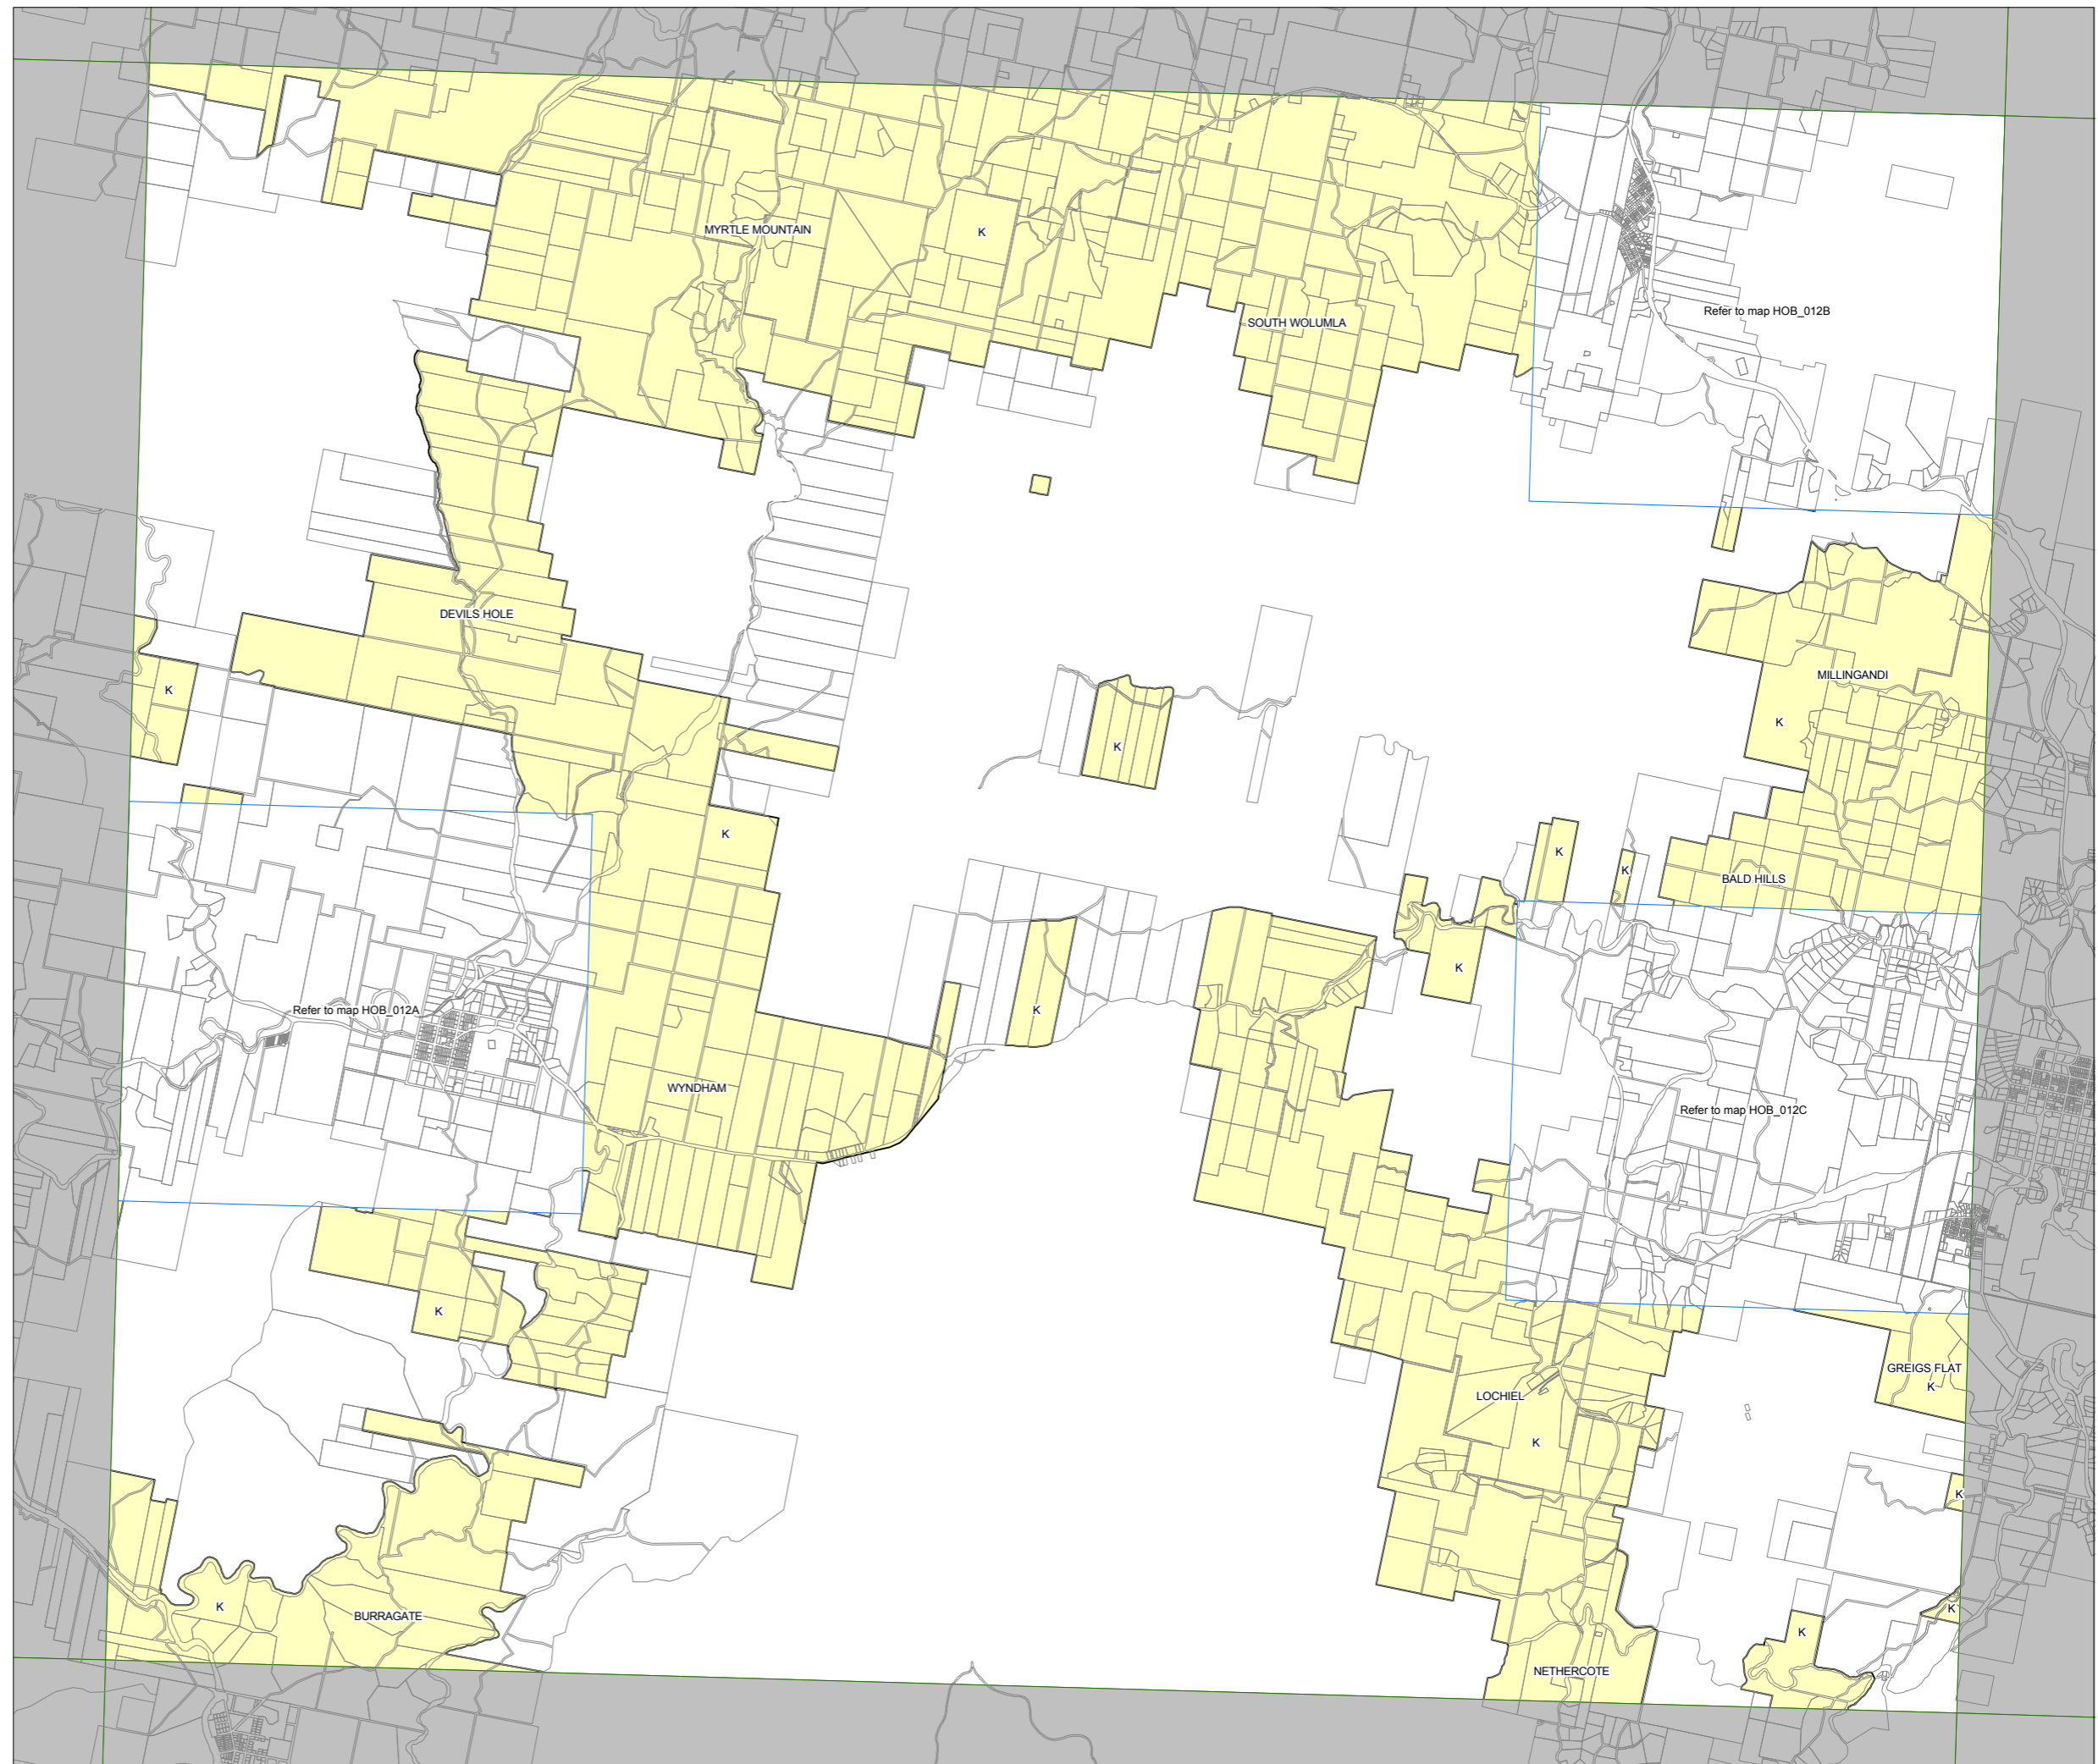 MYRTLE MOUNTAIN
K
Refer to map HOB_012B
SOUTH WOLUMLA
DEVILS HOLE
MILLINGANDI
K
K
K
K
K
K
BALD HILLS
K
K
K
Refer to map HOB_012A
WYNDHAM
Refer to map HOB_012C
K
GREIGS FLAT
K
LOCHIEL
K
K
K
BURRAGATE
K
K
NETHERCOTE